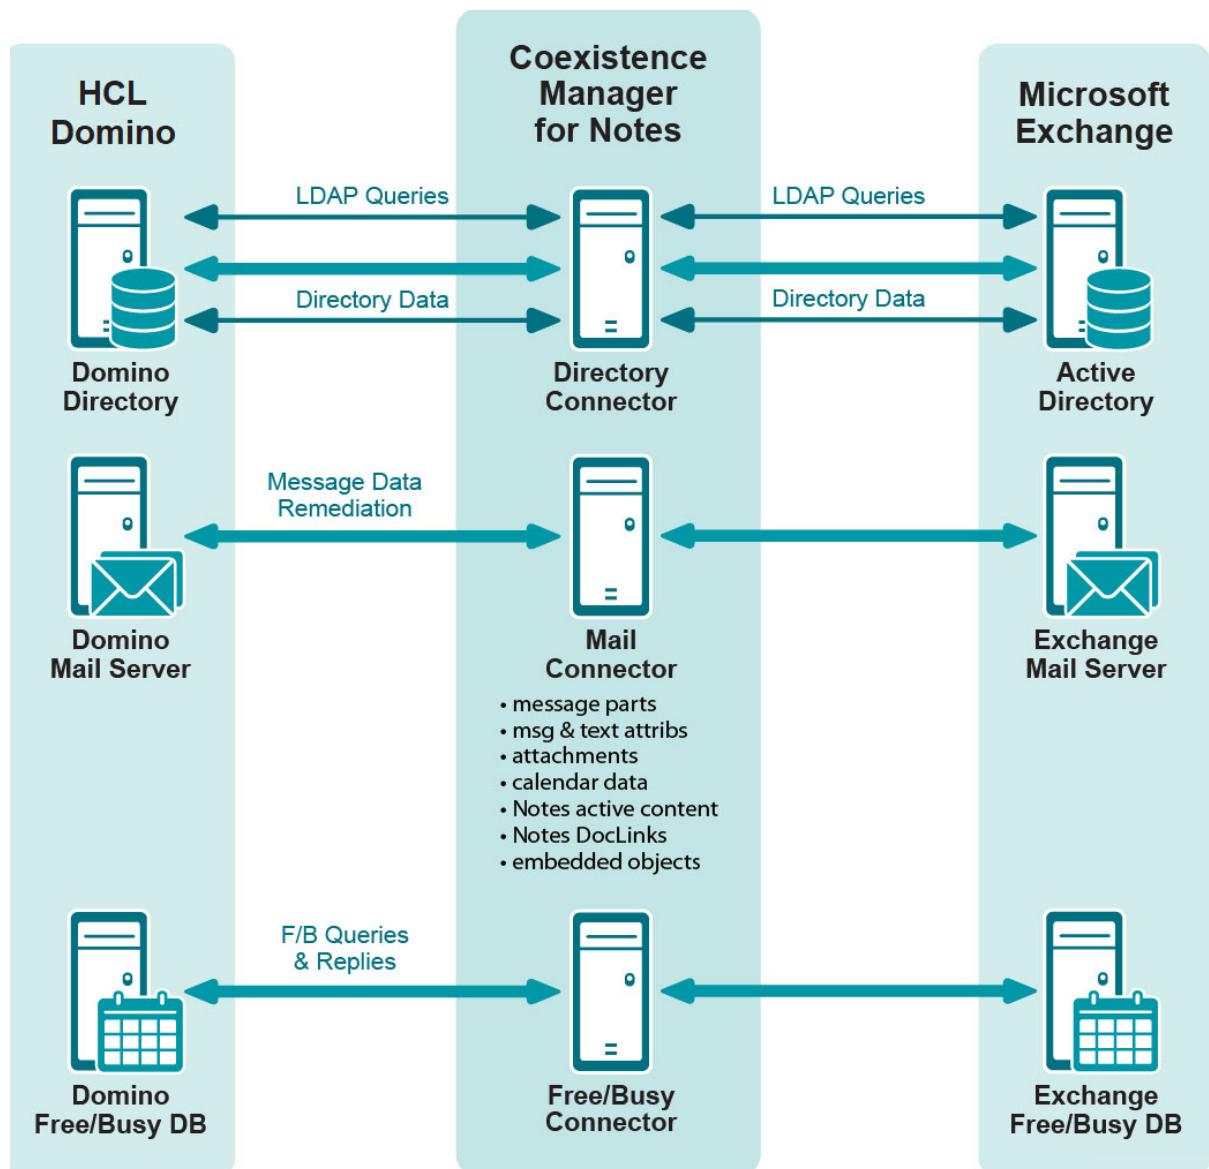 HCL
Domino
Coexistence
Manager
for Notes
Microsoft
Exchange
LDAP Queries
LDAP Queries
Directory Data
Directory Data
Domino
Directory
Directory
Connector
Active
Directory
Message Data
Remediation
Domino
Mail Server
Mail
Connector
Exchange
Mail Server
• message parts
• msg & text attribs
• attachments
• calendar data
• Notes active content
• Notes DocLinks
• embedded objects
F/B Queries
& Replies
Domino
Free/Busy DB
Free/Busy
Connector
Exchange
Free/Busy DB